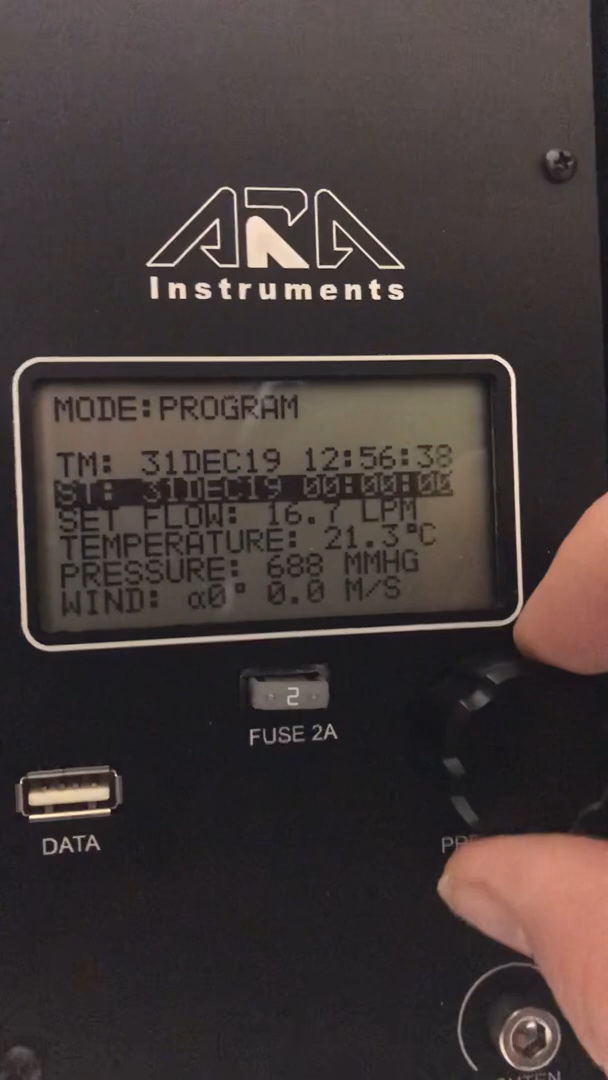 ARA
Instruments
MODE:PROGRAM
TM: 31DEC19 12:56:38
ST: 31DEC19 00:00:00
SET FLOW: 16.7 LPM
TEMPERATURE: 21.3°C
PRESSURE: 688 MMHG
WIND: α0° 0.0 M/S
2
FUSE 2A
DATA